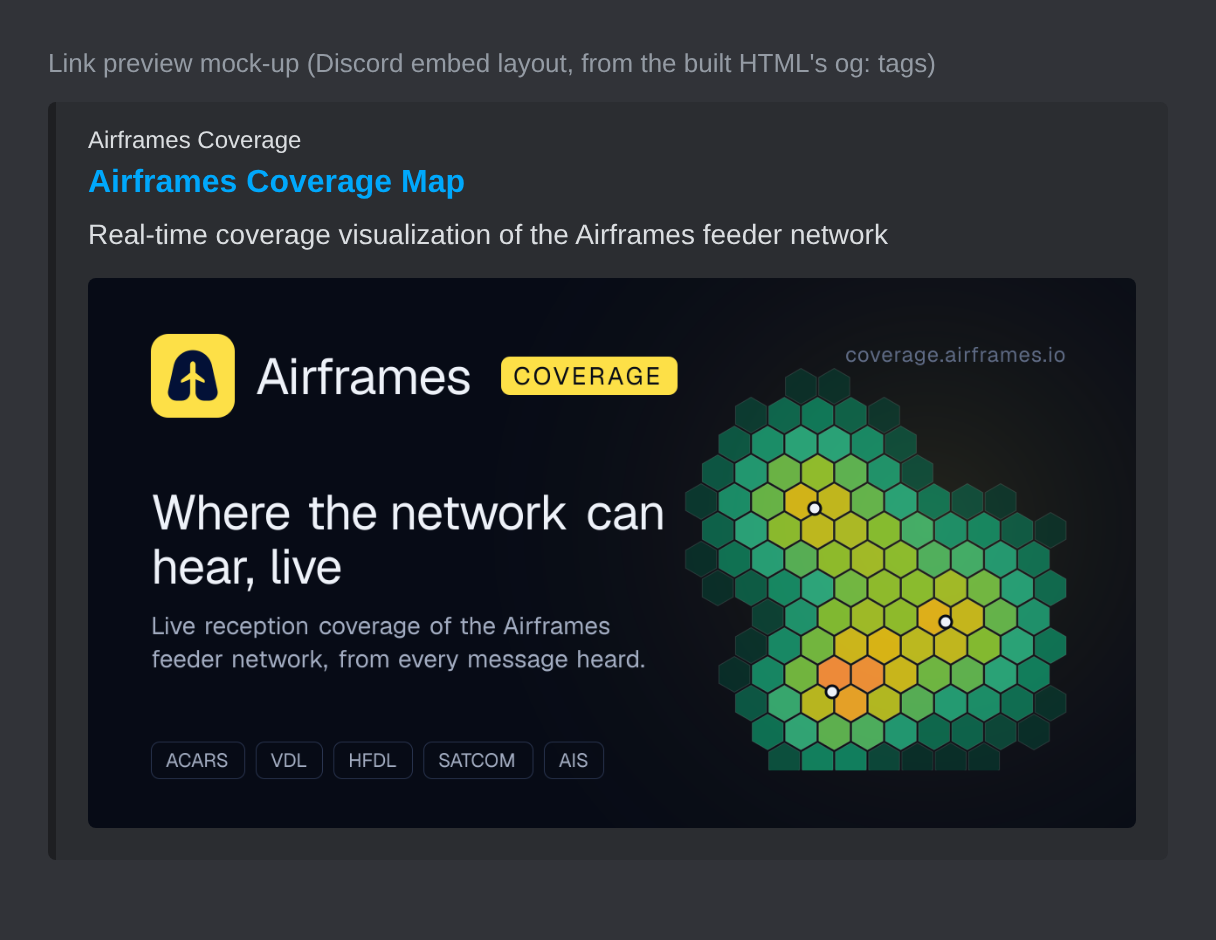 Link preview mock-up (Discord embed layout, from the built HTML's og: tags)
Airframes Coverage
Airframes Coverage Map
Real-time coverage visualization of the Airframes feeder network
Airframes COVERAGE
coverage.airframes.io
Where the network can
hear, live
Live reception coverage of the Airframes
feeder network, from every message heard.
ACARS VDL HFDL SATCOM AIS